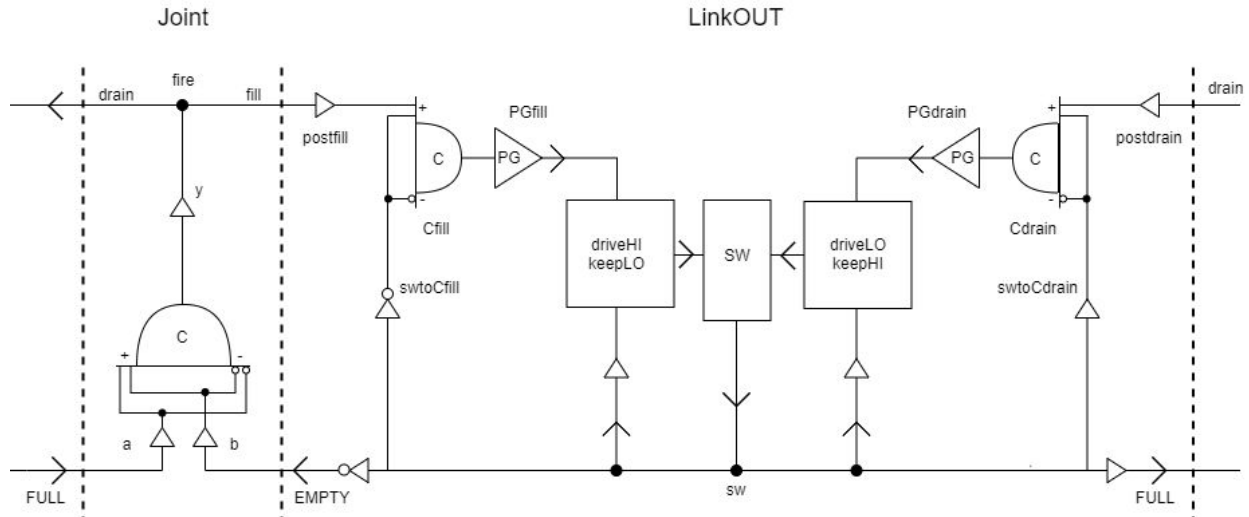 Joint
LinkOUT
drain
fire
fill
postfill
+
C
-
Cfill
PGfill
PG
y
swtoCfill
driveHI
keepLO
SW
driveLO
keepHI
PGdrain
PG
+
C
-
Cdrain
postdrain
drain
swtoCdrain
C
+
-
a
b
FULL
EMPTY
sw
FULL